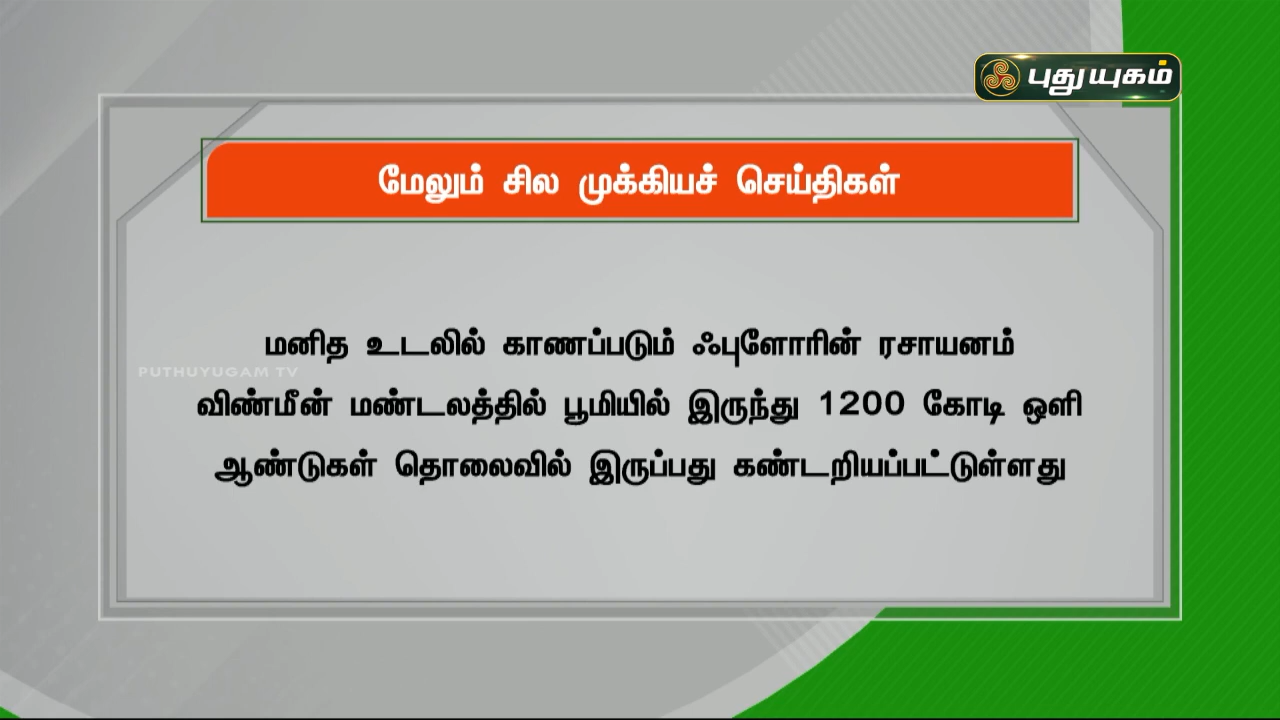 புதுயுகம்
மேலும் சில முக்கியச் செய்திகள்
மனித உடலில் காணப்படும் ஃபுளோரின் ரசாயனம்
PUTHUYUGAM TV
விண்மீன் மண்டலத்தில் பூமியில் இருந்து 1200 கோடி ஒளி
ஆண்டுகள் தொலைவில் இருப்பது கண்டறியப்பட்டுள்ளது